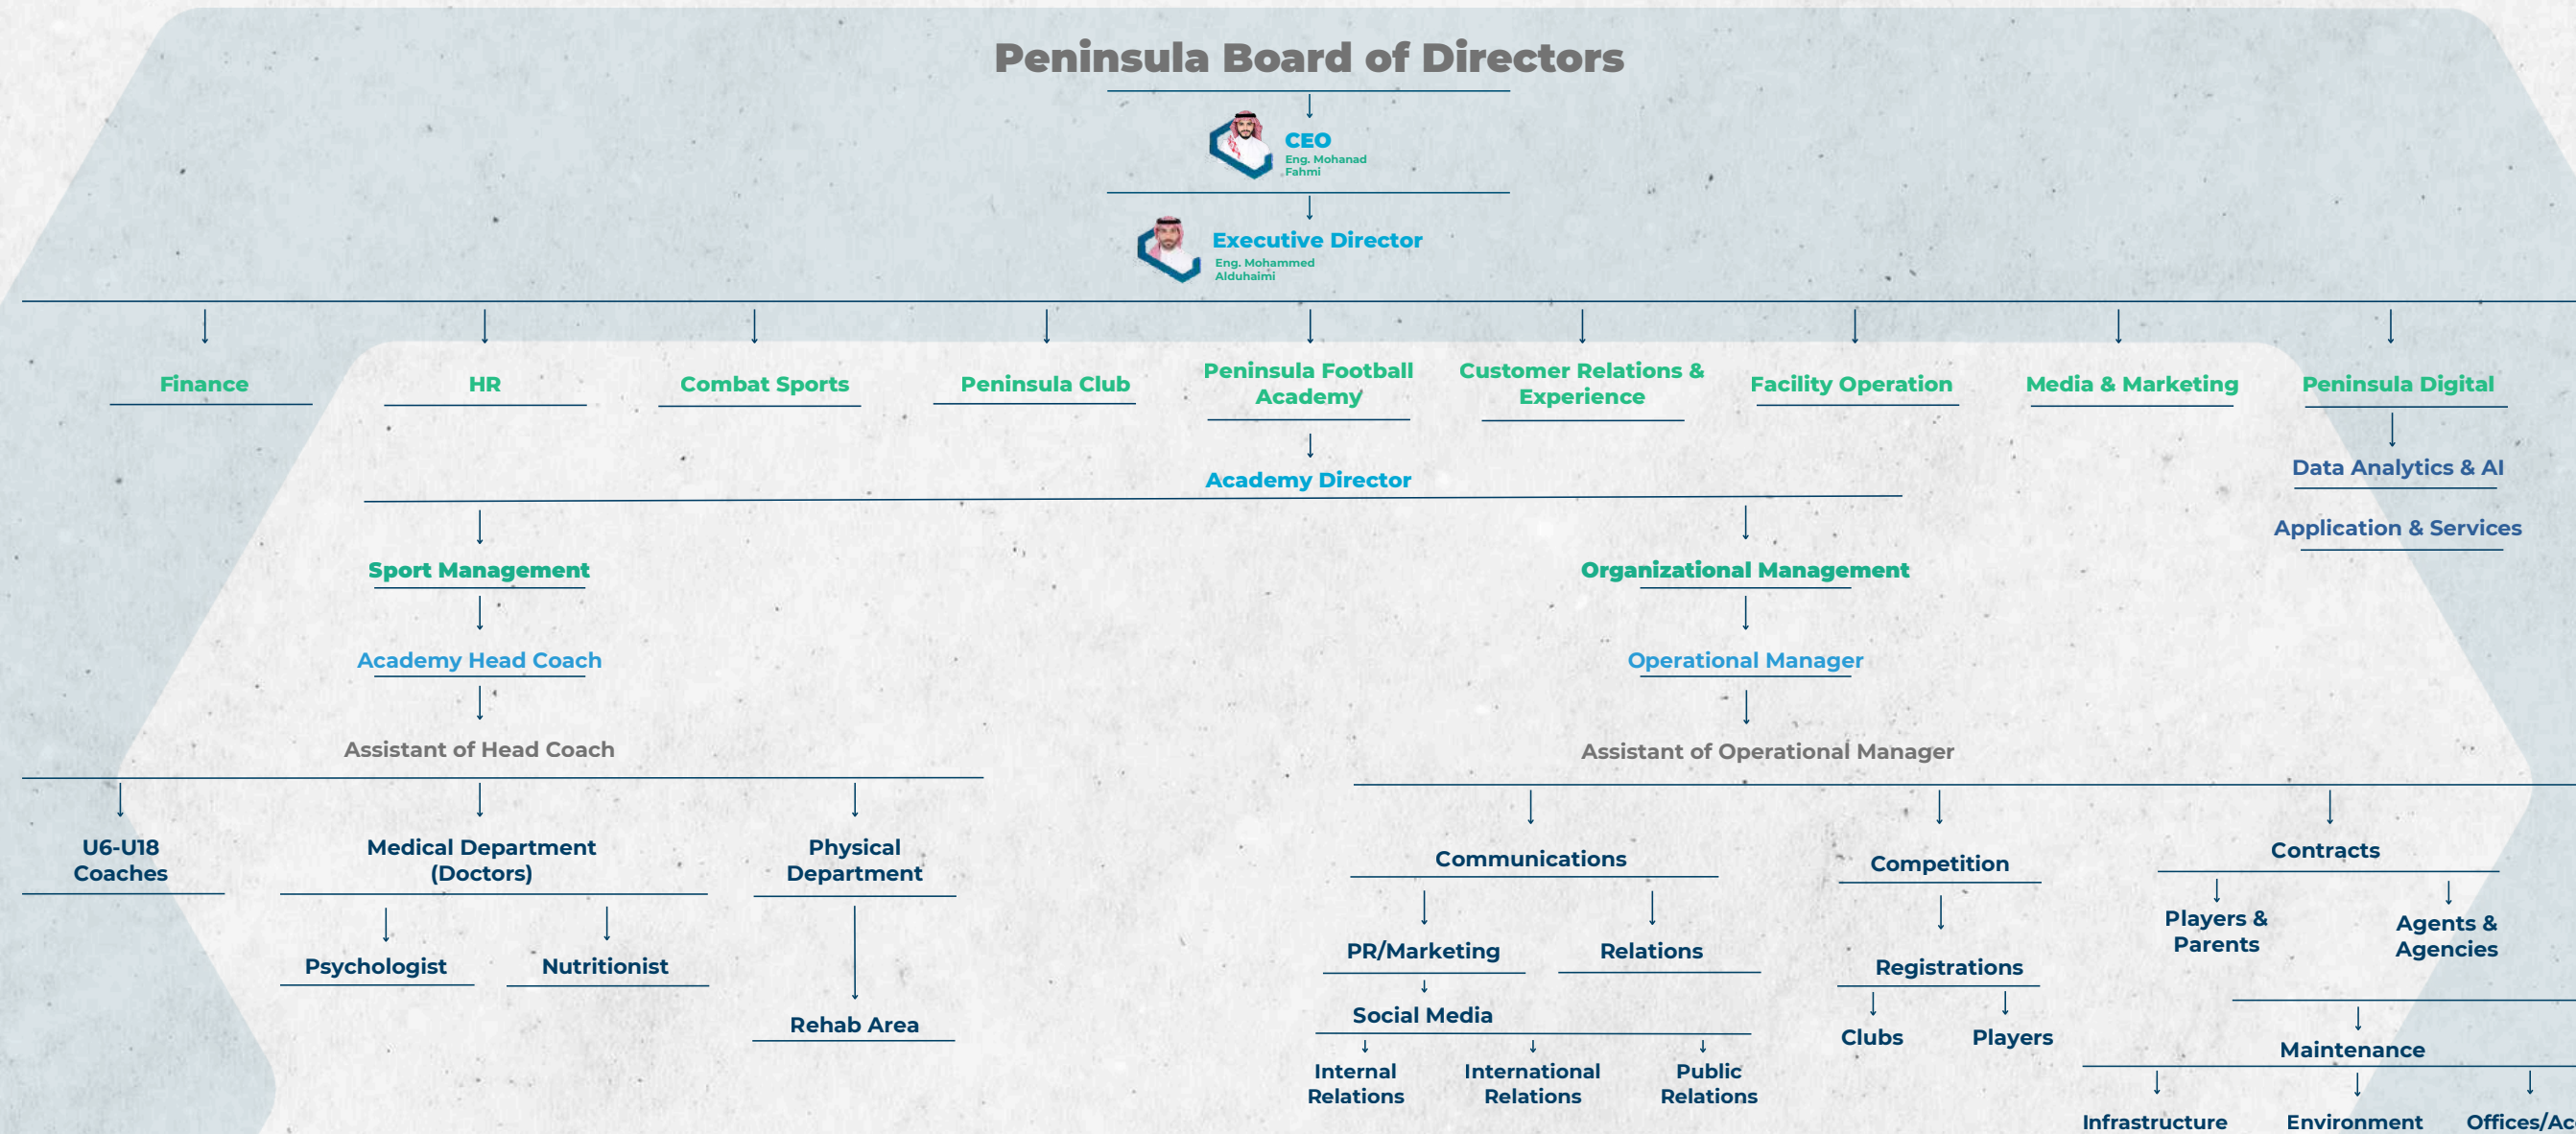 Peninsula Board of Directors
CEO
Eng. Mohanad
Fahmi
Executive Director
Eng. Mohammed
Alduhaimi
Finance
HR
Combat Sports
Peninsula Club
Peninsula Football
Academy
Customer Relations &
Experience
Facility Operation
Media & Marketing
Peninsula Digital
Data Analytics & AI
Application & Services
Academy Director
Sport Management
Organizational Management
Academy Head Coach
Operational Manager
Assistant of Head Coach
Assistant of Operational Manager
U6-U18
Coaches
Medical Department
(Doctors)
Physical
Department
Psychologist
Nutritionist
Rehab Area
Communications
Competition
Contracts
PR/Marketing
Relations
Registrations
Players &
Parents
Agents &
Agencies
Social Media
Clubs
Players
Internal
Relations
International
Relations
Public
Relations
Maintenance
Infrastructure
Environment
Offices/Ac